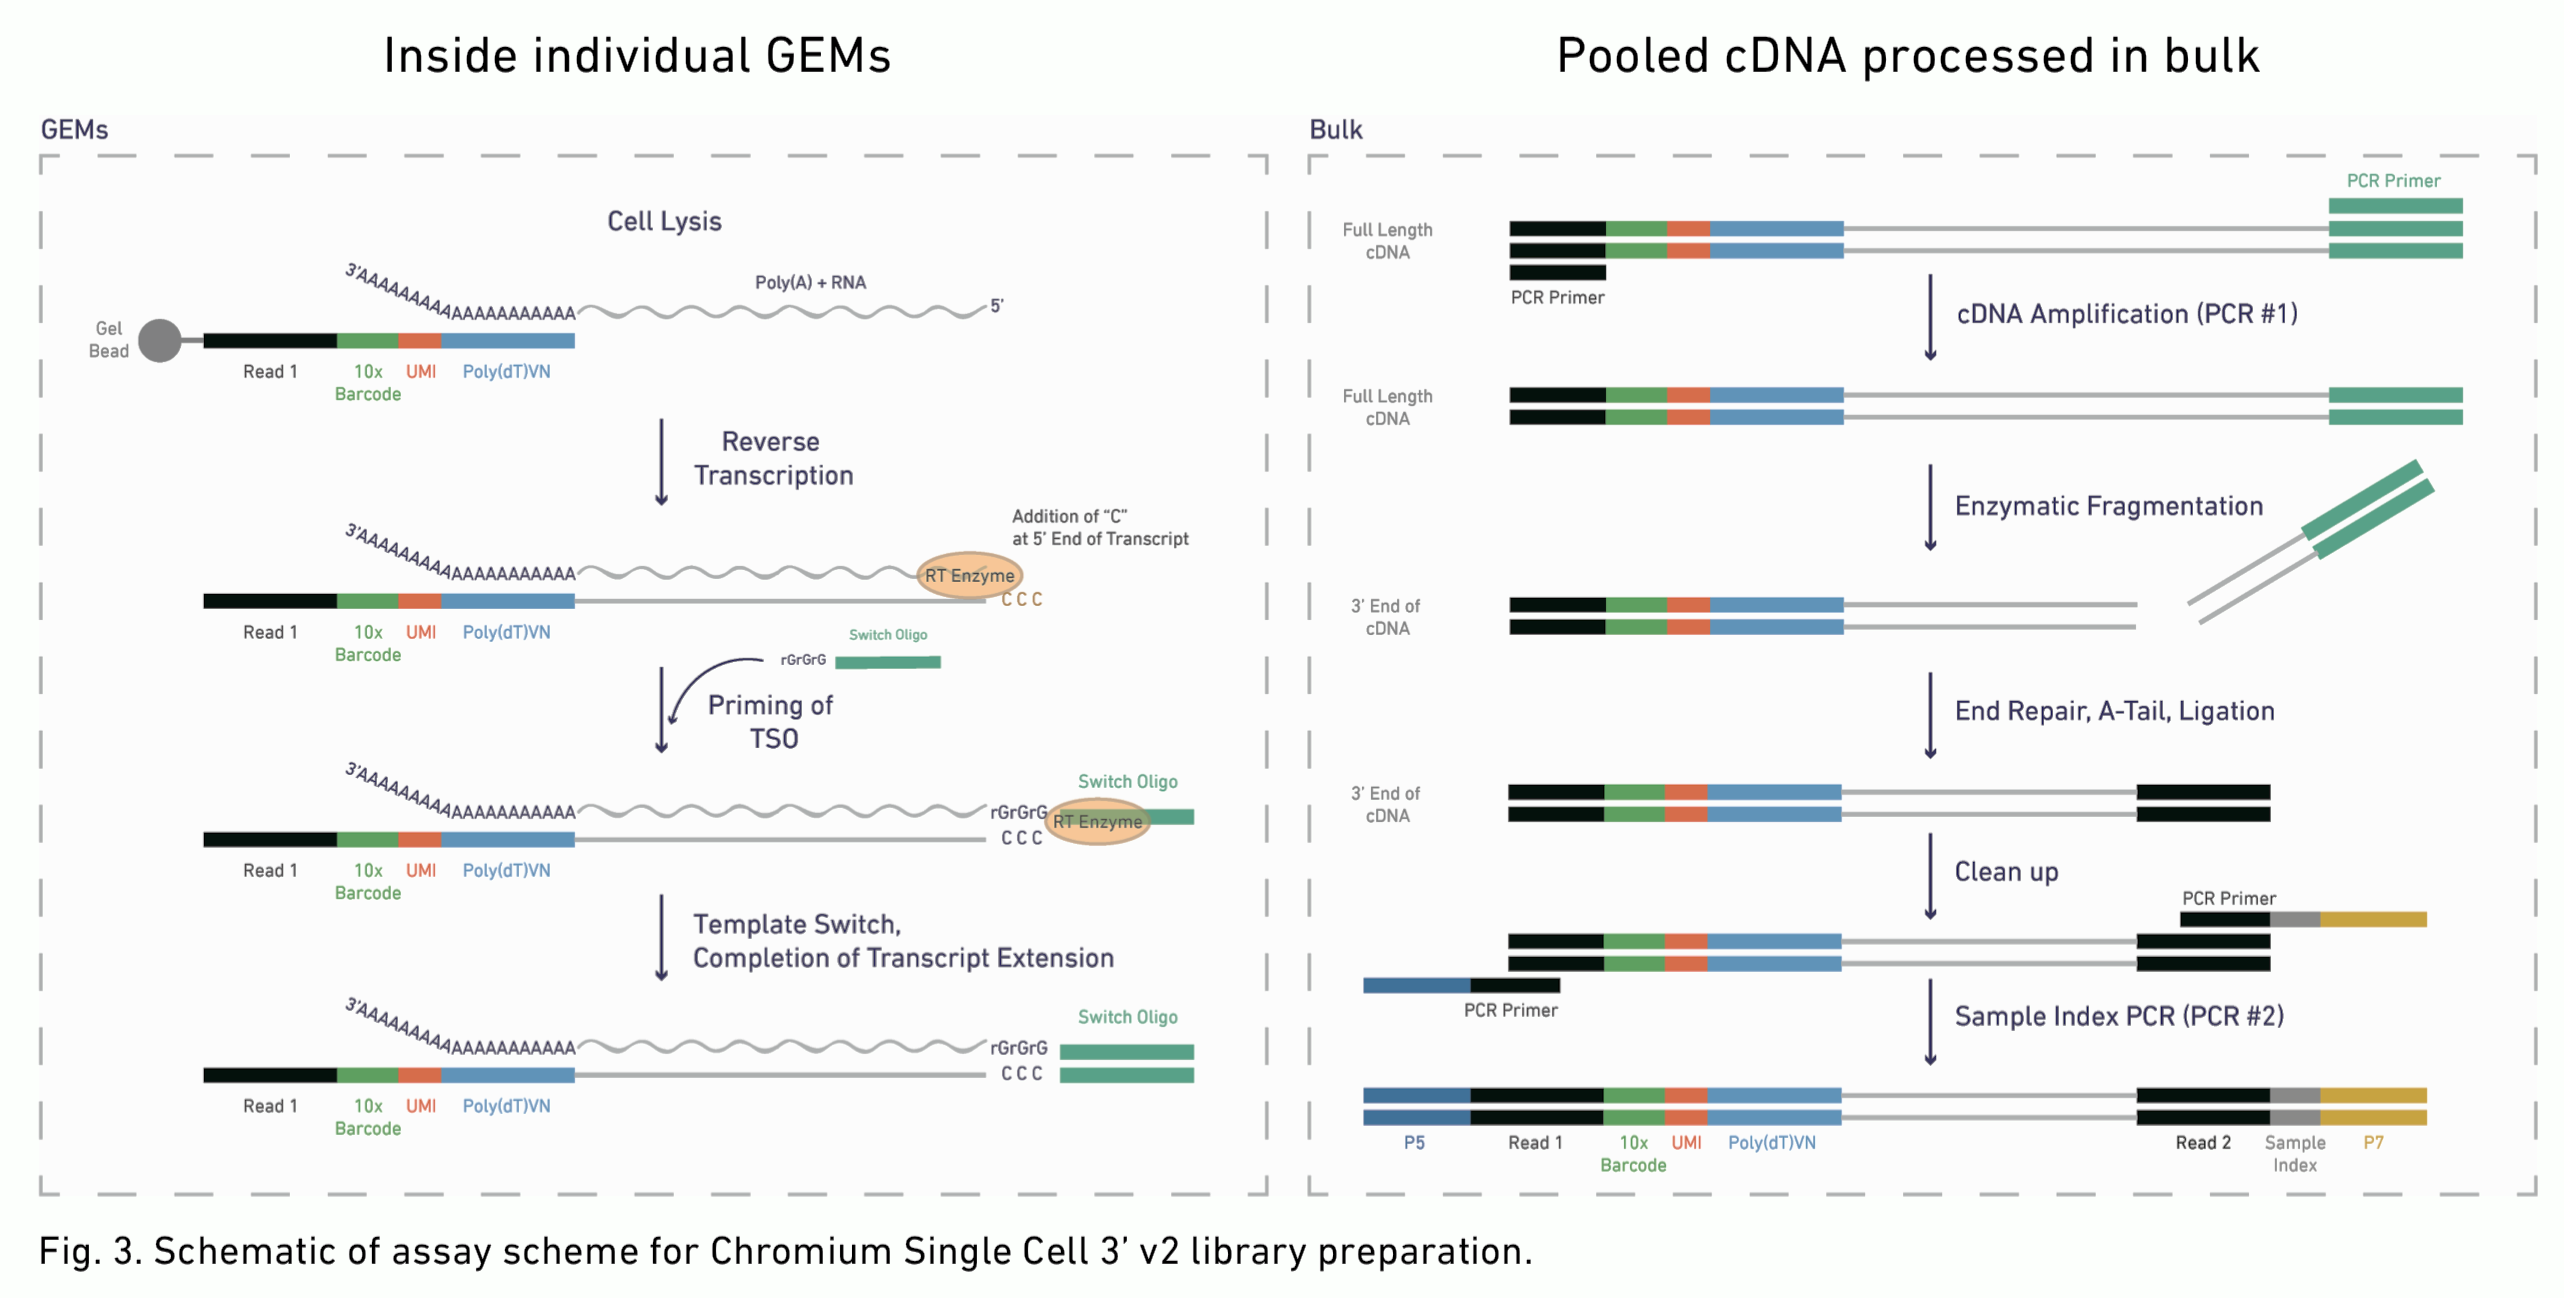 Inside individual GEMs
GEMs
Cell Lysis
3’AAAAAAAAAAAAAAAAAAAA
Poly(A) + RNA
5’
Gel
Bead
Read 1
10x
Barcode
UMI
Poly(dT)VN
Reverse
Transcription
Addition of “C”
at 5’ End of Transcript
3’AAAAAAAAAAAAAAAAAAAA
RT Enzyme
C C C
Read 1
10x
Barcode
UMI
Poly(dT)VN
Switch Oligo
rGrGrG
Priming of
TSO
3’AAAAAAAAAAAAAAAAAAAA
Switch Oligo
rGrGrG
RT Enzyme
C C C
Read 1
10x
Barcode
UMI
Poly(dT)VN
Template Switch,
Completion of Transcript Extension
3’AAAAAAAAAAAAAAAAAAAA
Switch Oligo
rGrGrG
C C C
Read 1
10x
Barcode
UMI
Poly(dT)VN
Pooled cDNA processed in bulk
Bulk
PCR Primer
Full Length
cDNA
PCR Primer
cDNA Amplification (PCR #1)
Full Length
cDNA
Enzymatic Fragmentation
3’ End of
cDNA
End Repair, A-Tail, Ligation
3’ End of
cDNA
Clean up
PCR Primer
PCR Primer
Sample Index PCR (PCR #2)
P5
Read 1
10x
Barcode
UMI
Poly(dT)VN
Read 2
Sample
Index
P7
Fig. 3. Schematic of assay scheme for Chromium Single Cell 3’ v2 library preparation.